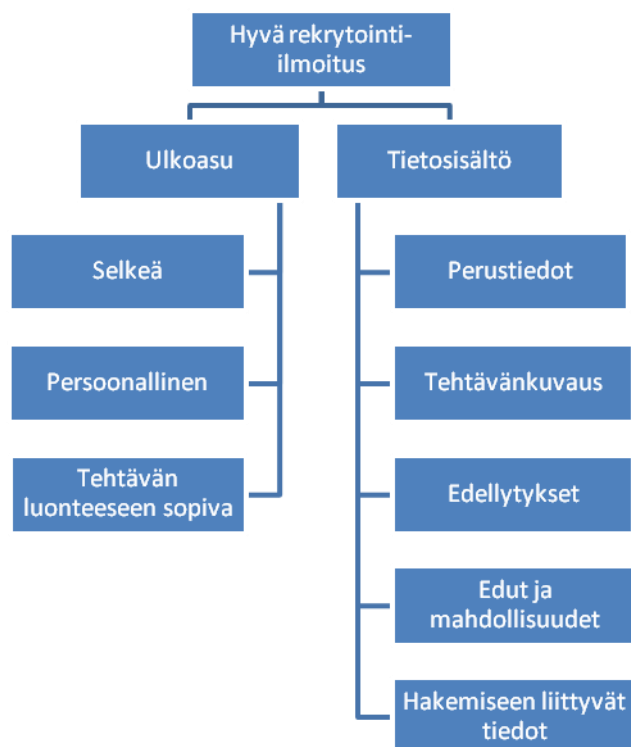 Hyvä rekrytointi-
ilmoitus
Ulkoasu
Tietosisältö
Selkeä
Persoonallinen
Tehtävän
luonteeseen sopiva
Perustiedot
Tehtävänkuvaus
Edellytykset
Edut ja
mahdollisuudet
Hakemiseen liittyvät
tiedot